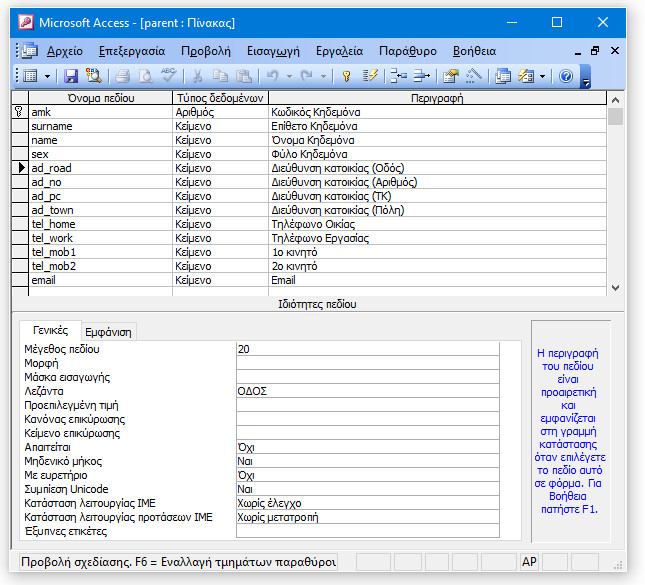 Microsoft Access - [parent : Πίνακας]
Αρχείο Επεξεργασία Προβολή Εισαγωγή Εργαλεία Παράθυρο Βοήθεια
Όνομα πεδίου Τύπος δεδομένων Περιγραφή
amk Αριθμός Κωδικός Κηδεμόνα
surname Κείμενο Επίθετο Κηδεμόνα
name Κείμενο Όνομα Κηδεμόνα
sex Κείμενο Φύλο Κηδεμόνα
ad_road Κείμενο Διεύθυνση κατοικίας (Οδός)
ad_no Κείμενο Διεύθυνση κατοικίας (Αριθμός)
ad_pc Κείμενο Διεύθυνση κατοικίας (ΤΚ)
ad_town Κείμενο Διεύθυνση κατοικίας (Πόλη)
tel_home Κείμενο Τηλέφωνο Οικίας
tel_work Κείμενο Τηλέφωνο Εργασίας
tel_mob1 Κείμενο 1ο κινητό
tel_mob2 Κείμενο 2ο κινητό
email Κείμενο Email
Ιδιότητες πεδίου
Γενικές Εμφάνιση
Μέγεθος πεδίου 20
Μορφή
Μάσκα εισαγωγής
Λεζάντα ΟΔΟΣ
Προεπιλεγμένη τιμή
Κανόνας επικύρωσης
Κείμενο επικύρωσης
Απαιτείται Όχι
Μηδενικό μήκος Ναι
Με ευρετήριο Όχι
Συμπίεση Unicode Ναι
Κατάσταση λειτουργίας IME Χωρίς έλεγχο
Κατάσταση λειτουργίας προτάσεων IME Χωρίς μετατροπή
Έξυπνες ετικέτες
Η περιγραφή
του πεδίου
είναι
προαιρετική
και
εμφανίζεται
στη γραμμή
κατάστασης
όταν επιλέγετε
το πεδίο αυτό
σε φόρμα. Για
Βοήθεια
πατήστε F1.
Προβολή σχεδίασης. F6 = Εναλλαγή τμημάτων παραθύρου AP